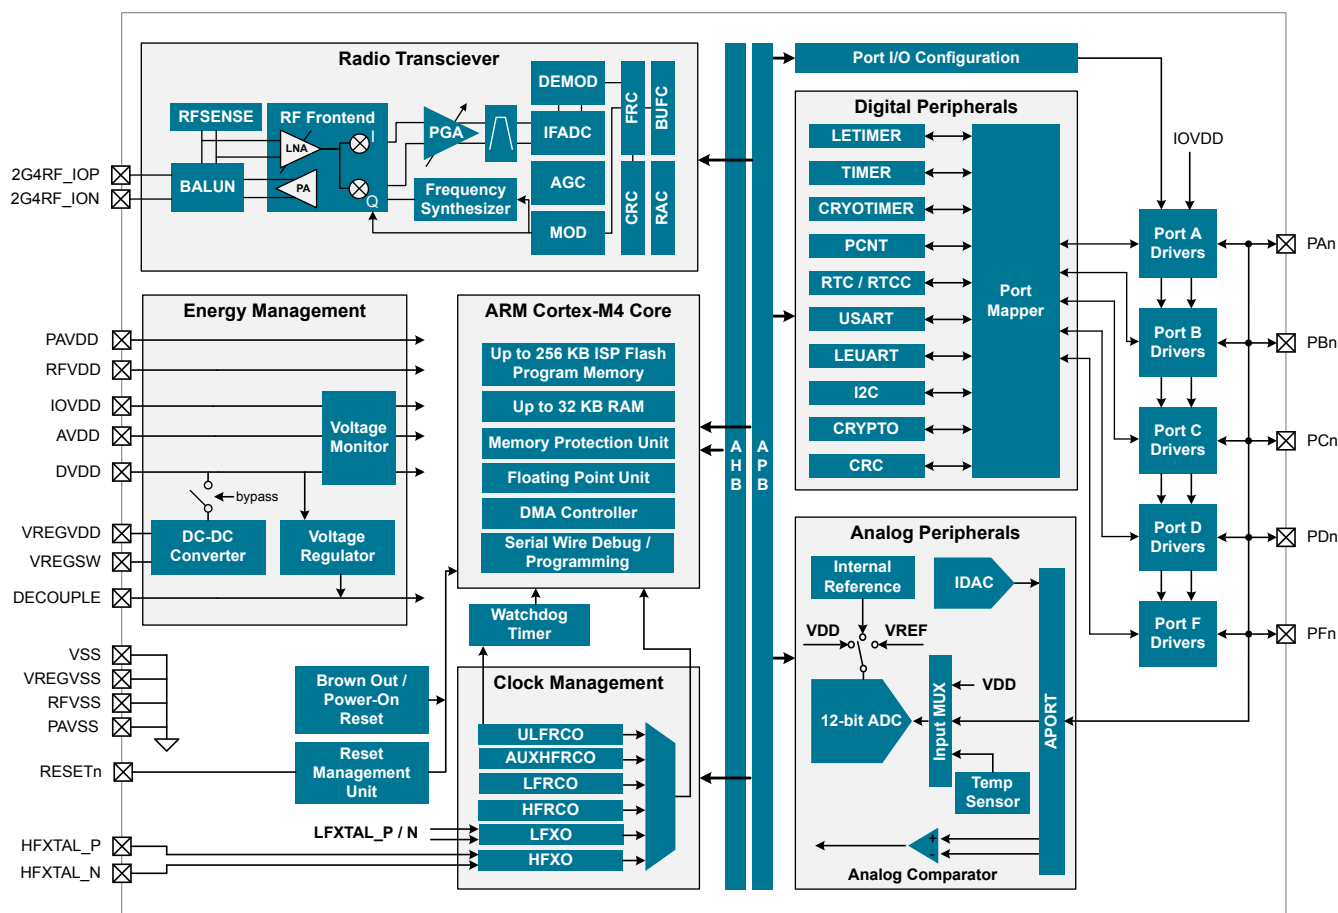 Radio Transciever
RFSENSE
RF Frontend
LNA
I
PA
Q
BALUN
PGA
DEMOD
IFADC
AGC
MOD
Frequency
Synthesizer
FRC
BUFC
CRC
RAC
2G4RF_IOP
2G4RF_ION
Energy Management
PAVDD
RFVDD
IOVDD
AVDD
DVDD
VREGVDD
VREGSW
DECOUPLE
Voltage
Monitor
bypass
DC-DC
Converter
Voltage
Regulator
VSS
VREGVSS
RFVSS
PAVSS
RESETn
HFXTAL_P
HFXTAL_N
ARM Cortex-M4 Core
Up to 256 KB ISP Flash
Program Memory
Up to 32 KB RAM
Memory Protection Unit
Floating Point Unit
DMA Controller
Serial Wire Debug /
Programming
Watchdog
Timer
Brown Out /
Power-On
Reset
Reset
Management
Unit
Clock Management
ULFRCO
AUXHFRCO
LFRCO
HFRCO
LFXO
HFXO
LFXTAL_P / N
A
H
B
A
P
B
Port I/O Configuration
Digital Peripherals
LETIMER
TIMER
CRYOTIMER
PCNT
RTC / RTCC
USART
LEUART
I2C
CRYPTO
CRC
Port
Mapper
IOVDD
Port A
Drivers
Port B
Drivers
Port C
Drivers
Port D
Drivers
Port F
Drivers
PAn
PBn
PCn
PDn
PFn
Analog Peripherals
Internal
Reference
IDAC
VDD
VREF
12-bit ADC
Input MUX
VDD
APORT
Temp
Sensor
+
-
Analog Comparator